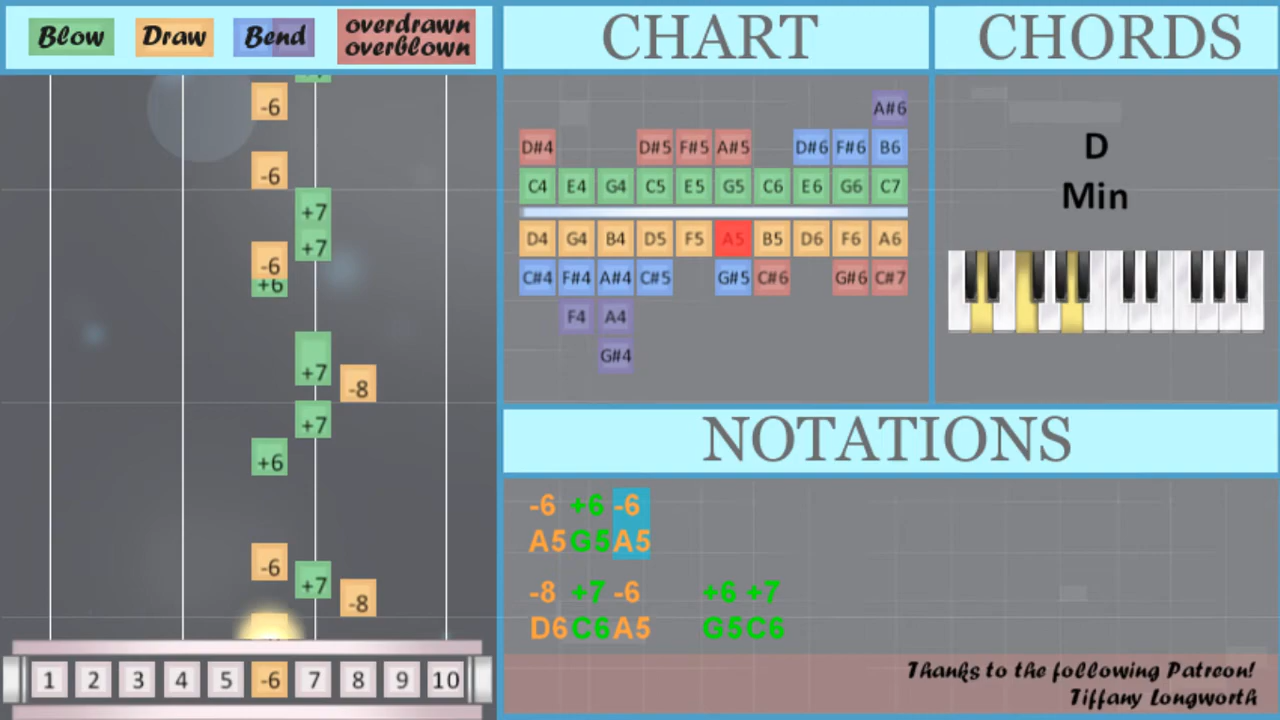 Blow Draw Bend overdrawn
overblown
CHART
CHORDS
-6
-6
+7
+7
-6
+6
+7
-8
+7
+6
-6
+7
-8
1 2 3 4 5 -6 7 8 9 10
A#6
D#4 D#5 F#5 A#5 D#6 F#6 B6
C4 E4 G4 C5 E5 G5 C6 E6 G6 C7
D4 G4 B4 D5 F5 A5 B5 D6 F6 A6
C#4 F#4 A#4 C#5 G#5 C#6 G#6 C#7
F4 A4
G#4
D
Min
NOTATIONS
-6 +6 -6
A5 G5 A5
-8 +7 -6 +6 +7
D6 C6 A5 G5 C6
Thanks to the following Patreon!
Tiffany Longworth